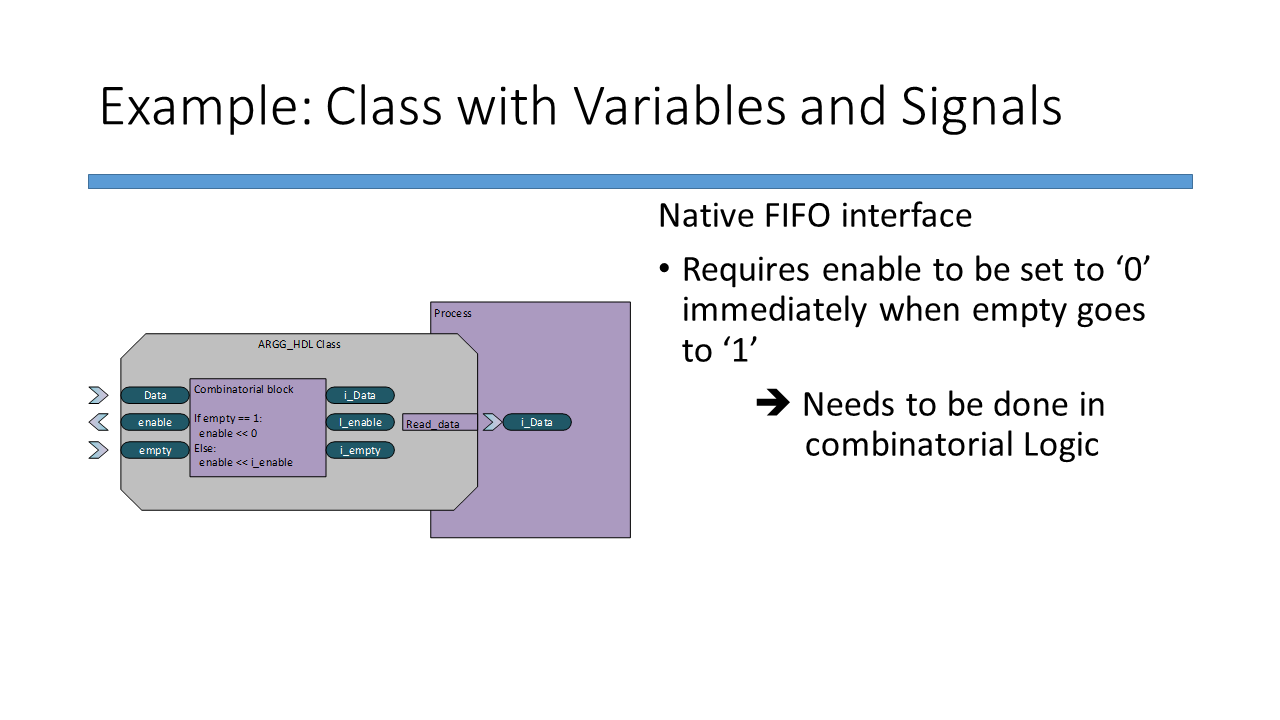 Example: Class with Variables and Signals
Native FIFO interface
• Requires enable to be set to ‘0’
immediately when empty goes
to ‘1’
➔ Needs to be done in
combinatorial Logic
Process
ARGG_HDL Class
Data
enable
empty
Combinatorial block
If empty == 1:
enable << 0
Else:
enable << i_enable
i_Data
I_enable
i_empty
Read_data
i_Data